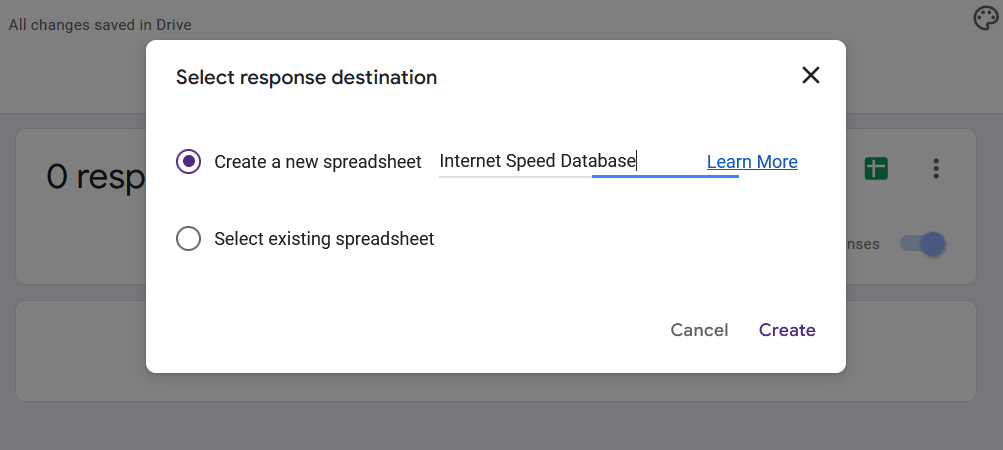 All changes saved in Drive
Select response destination
0 resp
Create a new spreadsheet Internet Speed Database Learn More
nses
Select existing spreadsheet
Cancel Create